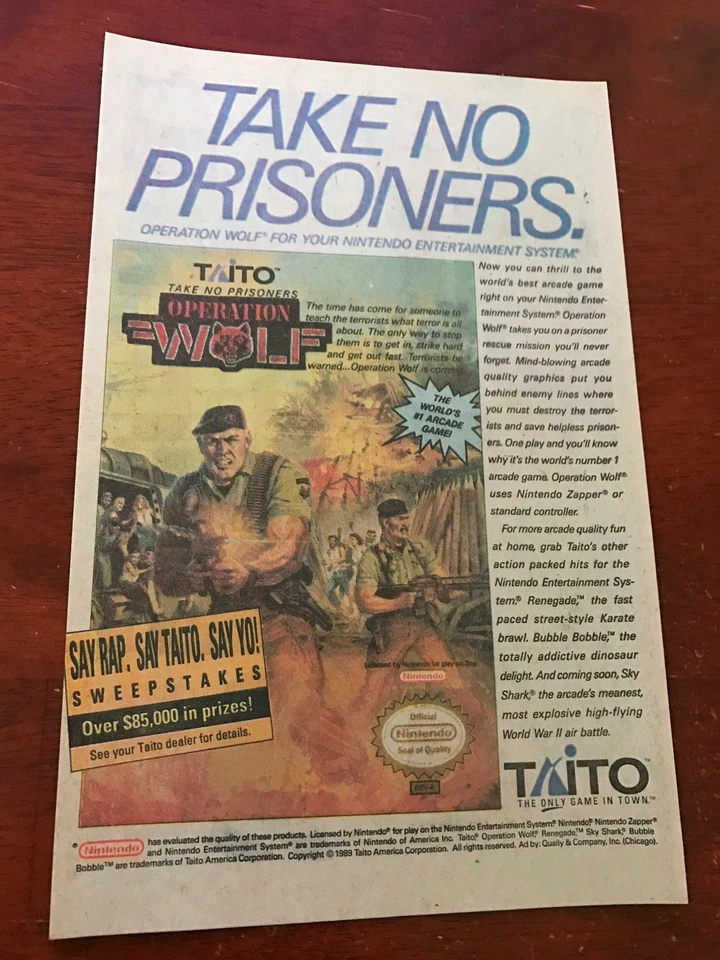 TAKE NO
PRISONERS.
OPERATION WOLF® FOR YOUR NINTENDO ENTERTAINMENT SYSTEM®
TAITO™
TAKE NO PRISONERS
OPERATION
WOLF
The time has come for someone to
teach the terrorists what terror is all
about. The only way to stop
them is to get in, strike hard
and get out fast. Terrorists be
warned...Operation Wolf is coming.
THE
WORLD'S
#1 ARCADE
GAME!
SAY RAP. SAY TAITO. SAY YO!
SWEEPSTAKES
Over $85,000 in prizes!
See your Taito dealer for details.
Licensed by Nintendo for play on The
Nintendo
Official
Nintendo
Seal of Quality
REV-A
Now you can thrill to the
world's best arcade game
right on your Nintendo Enter-
tainment System.® Operation
Wolf® takes you on a prisoner
rescue mission you'll never
forget. Mind-blowing arcade
quality graphics put you
behind enemy lines where
you must destroy the terror-
ists and save helpless prison-
ers. One play and you'll know
why it's the world's number 1
arcade game. Operation Wolf®
uses Nintendo Zapper® or
standard controller.
For more arcade quality fun
at home, grab Taito's other
action packed hits for the
Nintendo Entertainment Sys-
tem.® Renegade,™ the fast
paced street-style Karate
brawl. Bubble Bobble,™ the
totally addictive dinosaur
delight. And coming soon, Sky
Shark,® the arcade's meanest,
most explosive high-flying
World War II air battle.
TAITO™
THE ONLY GAME IN TOWN.™
Nintendo has evaluated the quality of these products. Licensed by Nintendo® for play on the Nintendo Entertainment System.® Nintendo,® Nintendo Zapper®
and Nintendo Entertainment System® are trademarks of Nintendo of America Inc. Taito,® Operation Wolf,® Renegade,™ Sky Shark,® Bubble
Bobble™ are trademarks of Taito America Corporation. Copyright © 1989 Taito America Corporation. All rights reserved. Ad by: Qually & Company, Inc. (Chicago).